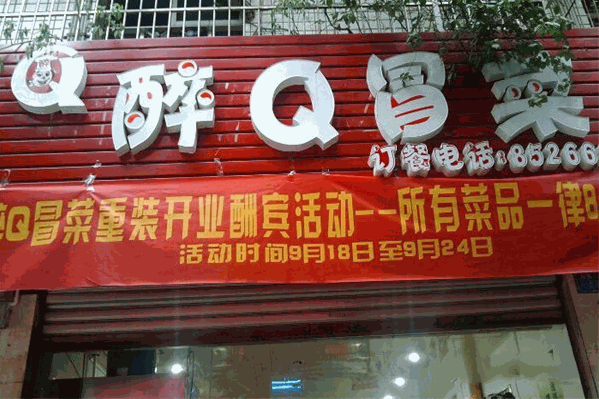 Q 醉Q冒菜
订餐电话:85266
醉Q冒菜重装开业酬宾活动--所有菜品一律8
活动时间9月18日至9月24日